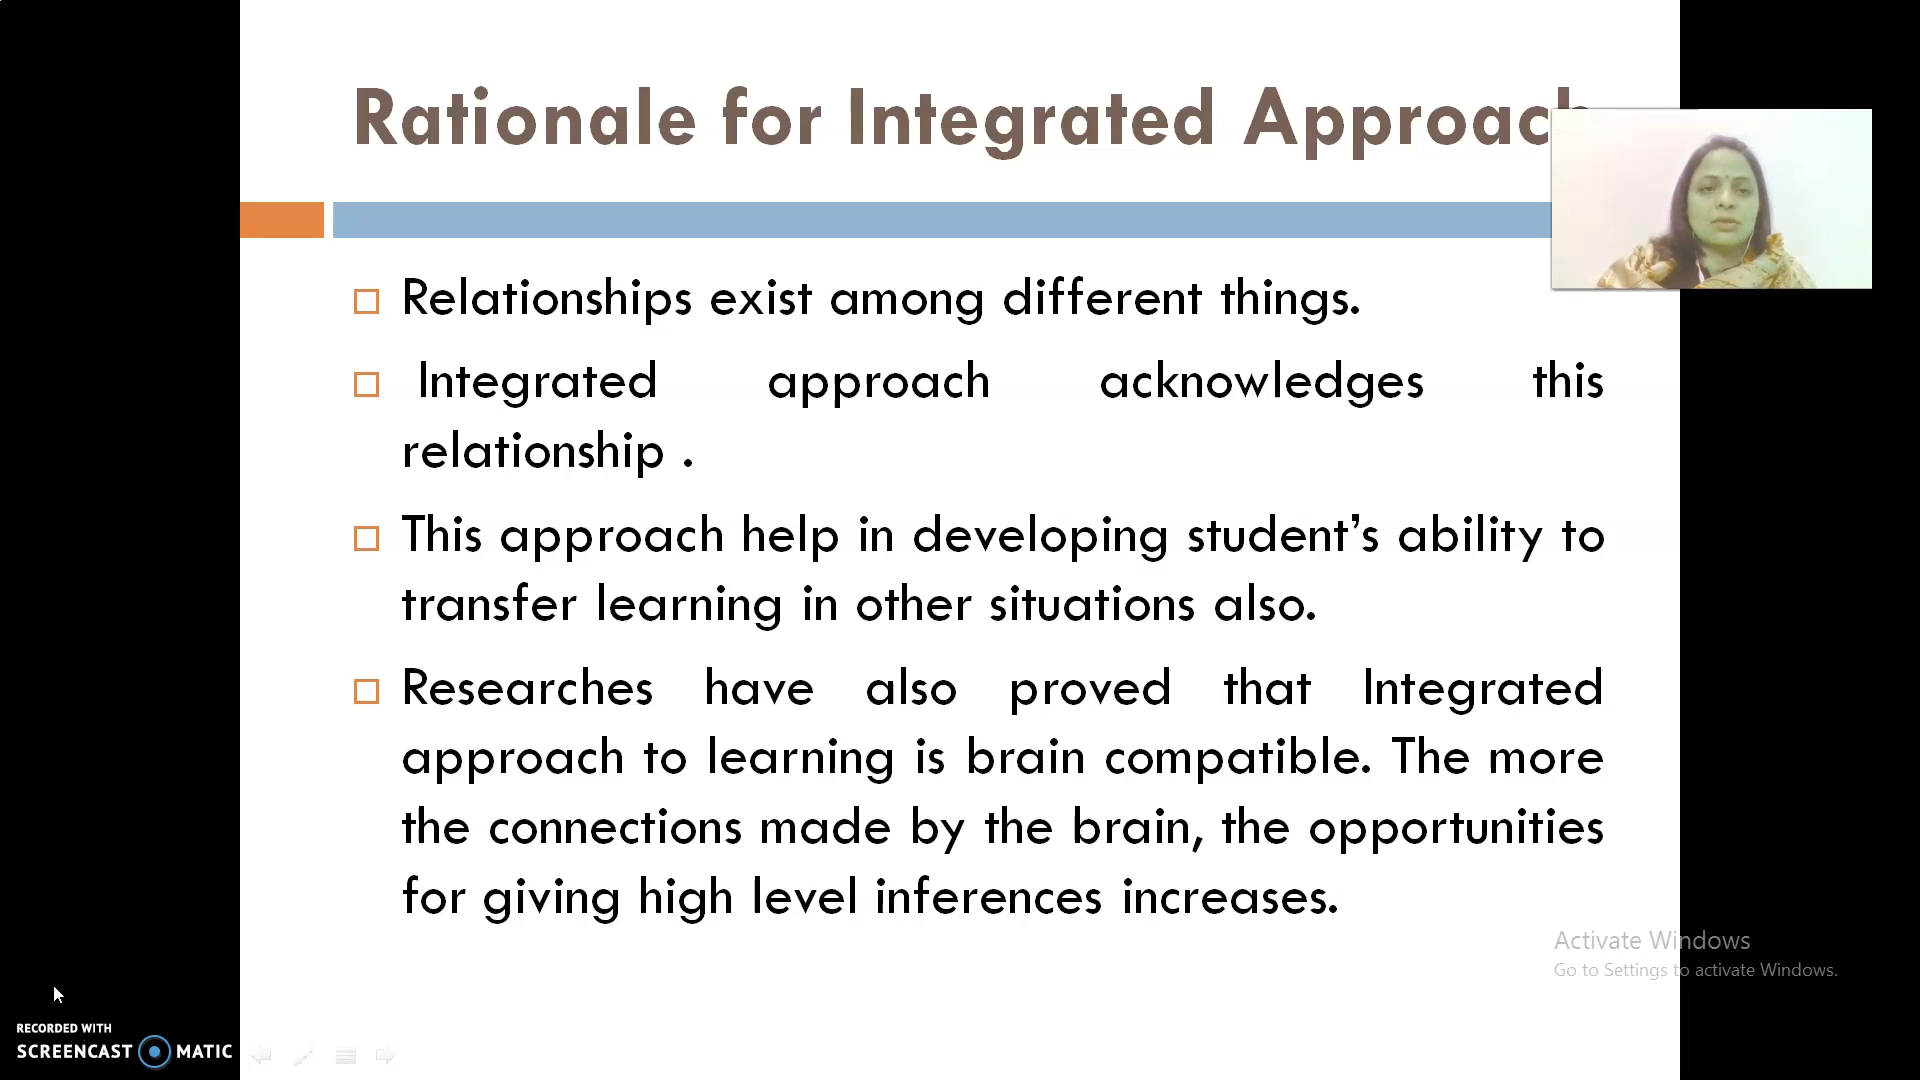 Rationale for Integrated Approach
Relationships exist among different things.
Integrated approach acknowledges this
relationship .
This approach help in developing student’s ability to
transfer learning in other situations also.
Researches have also proved that Integrated
approach to learning is brain compatible. The more
the connections made by the brain, the opportunities
for giving high level inferences increases.
Activate Windows
Go to Settings to activate Windows.
RECORDED WITH
SCREENCAST MATIC